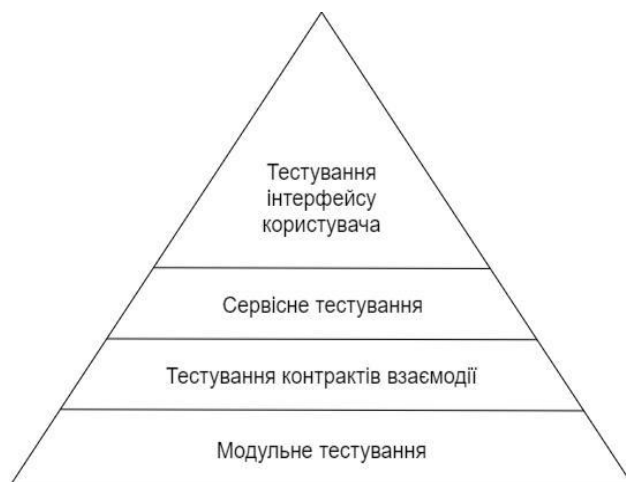 Тестування
інтерфейсу
користувача
Сервісне тестування
Тестування контрактів взаємодії
Модульне тестування